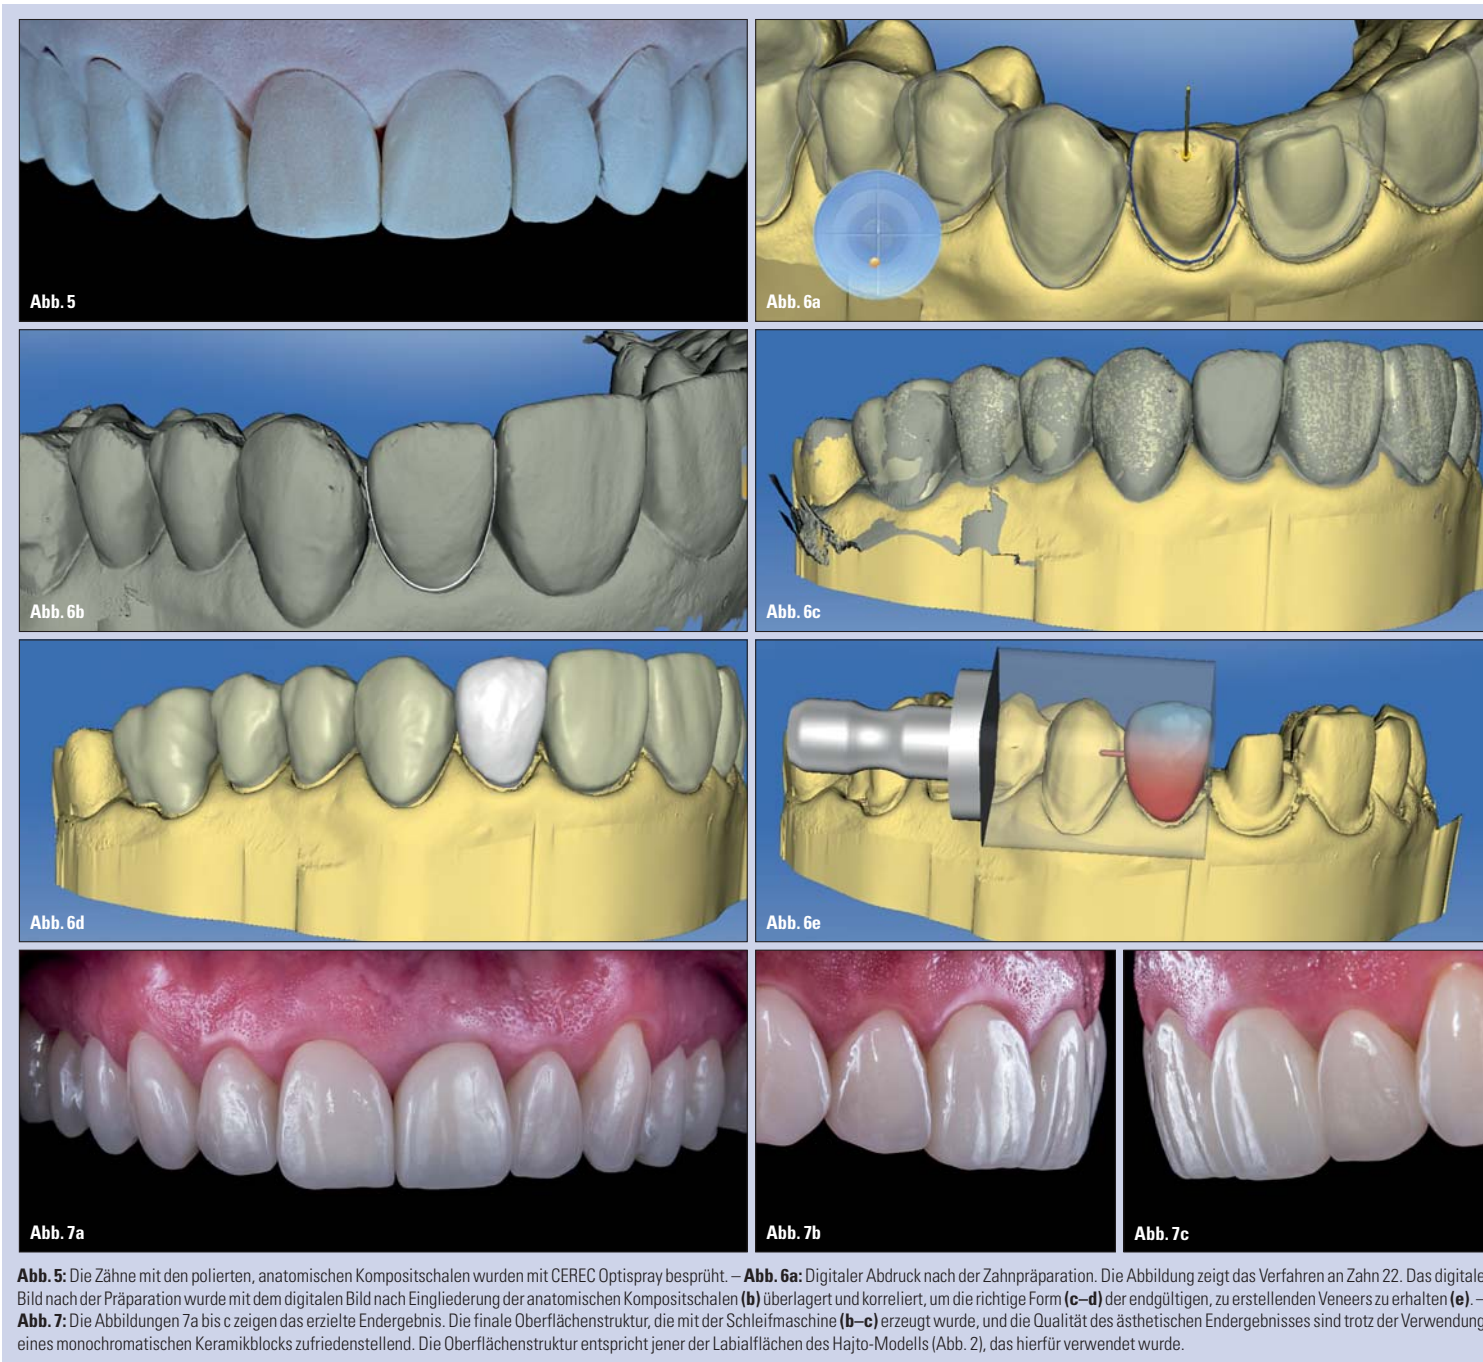 Abb. 5
Abb. 6a
Abb. 6b
Abb. 6c
Abb. 6d
Abb. 6e
Abb. 7a
Abb. 7b
Abb. 7c
Abb. 5: Die Zähne mit den polierten, anatomischen Kompositschalen wurden mit CEREC Optispray besprüht. – Abb. 6a: Digitaler Abdruck nach der Zahnpräparation. Die Abbildung zeigt das Verfahren an Zahn 22. Das digitale
Bild nach der Präparation wurde mit dem digitalen Bild nach Eingliederung der anatomischen Kompositschalen (b) überlagert und korreliert, um die richtige Form (c–d) der endgültigen, zu erstellenden Veneers zu erhalten (e). –
Abb. 7: Die Abbildungen 7a bis c zeigen das erzielte Endergebnis. Die finale Oberflächenstruktur, die mit der Schleifmaschine (b–c) erzeugt wurde, und die Qualität des ästhetischen Endergebnisses sind trotz der Verwendung
eines monochromatischen Keramikblocks zufriedenstellend. Die Oberflächenstruktur entspricht jener der Labialflächen des Hajto-Modells (Abb. 2), das hierfür verwendet wurde.